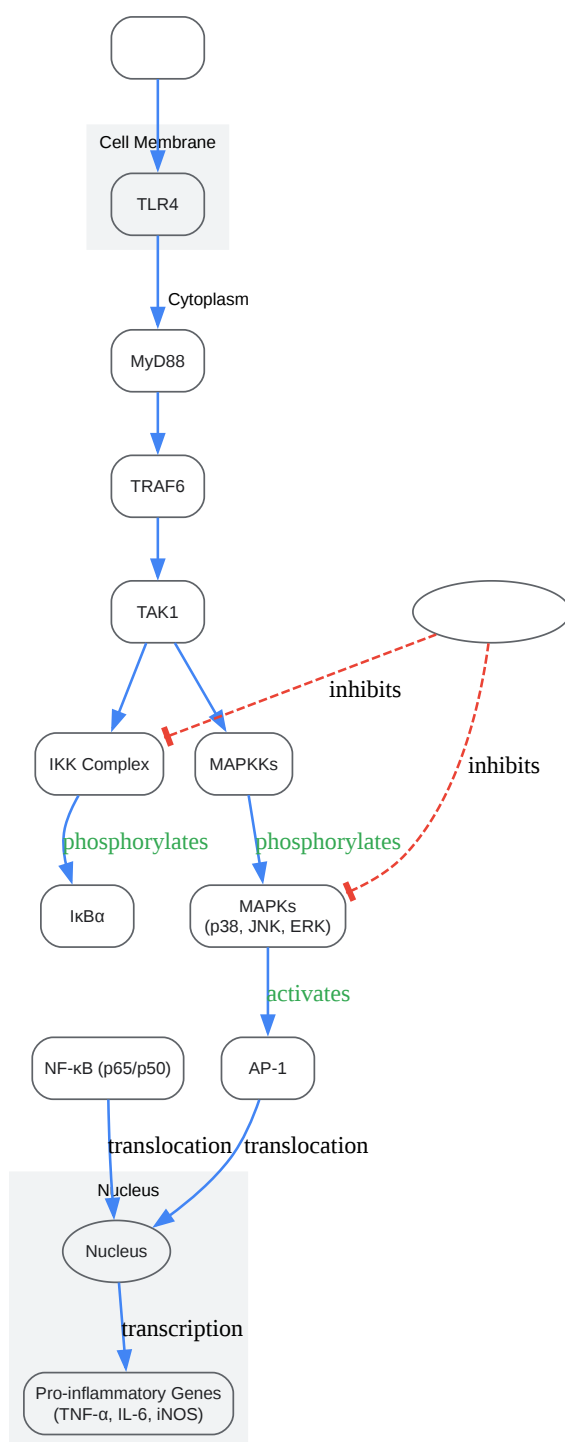 Cell Membrane
TLR4
Cytoplasm
MyD88
TRAF6
TAK1
inhibits
IKK Complex
MAPKKs
inhibits
phosphorylates
phosphorylates
IκBα
MAPKs
(p38, JNK, ERK)
activates
NF-κB (p65/p50)
AP-1
translocation
translocation
Nucleus
Nucleus
transcription
Pro-inflammatory Genes
(TNF-α, IL-6, iNOS)